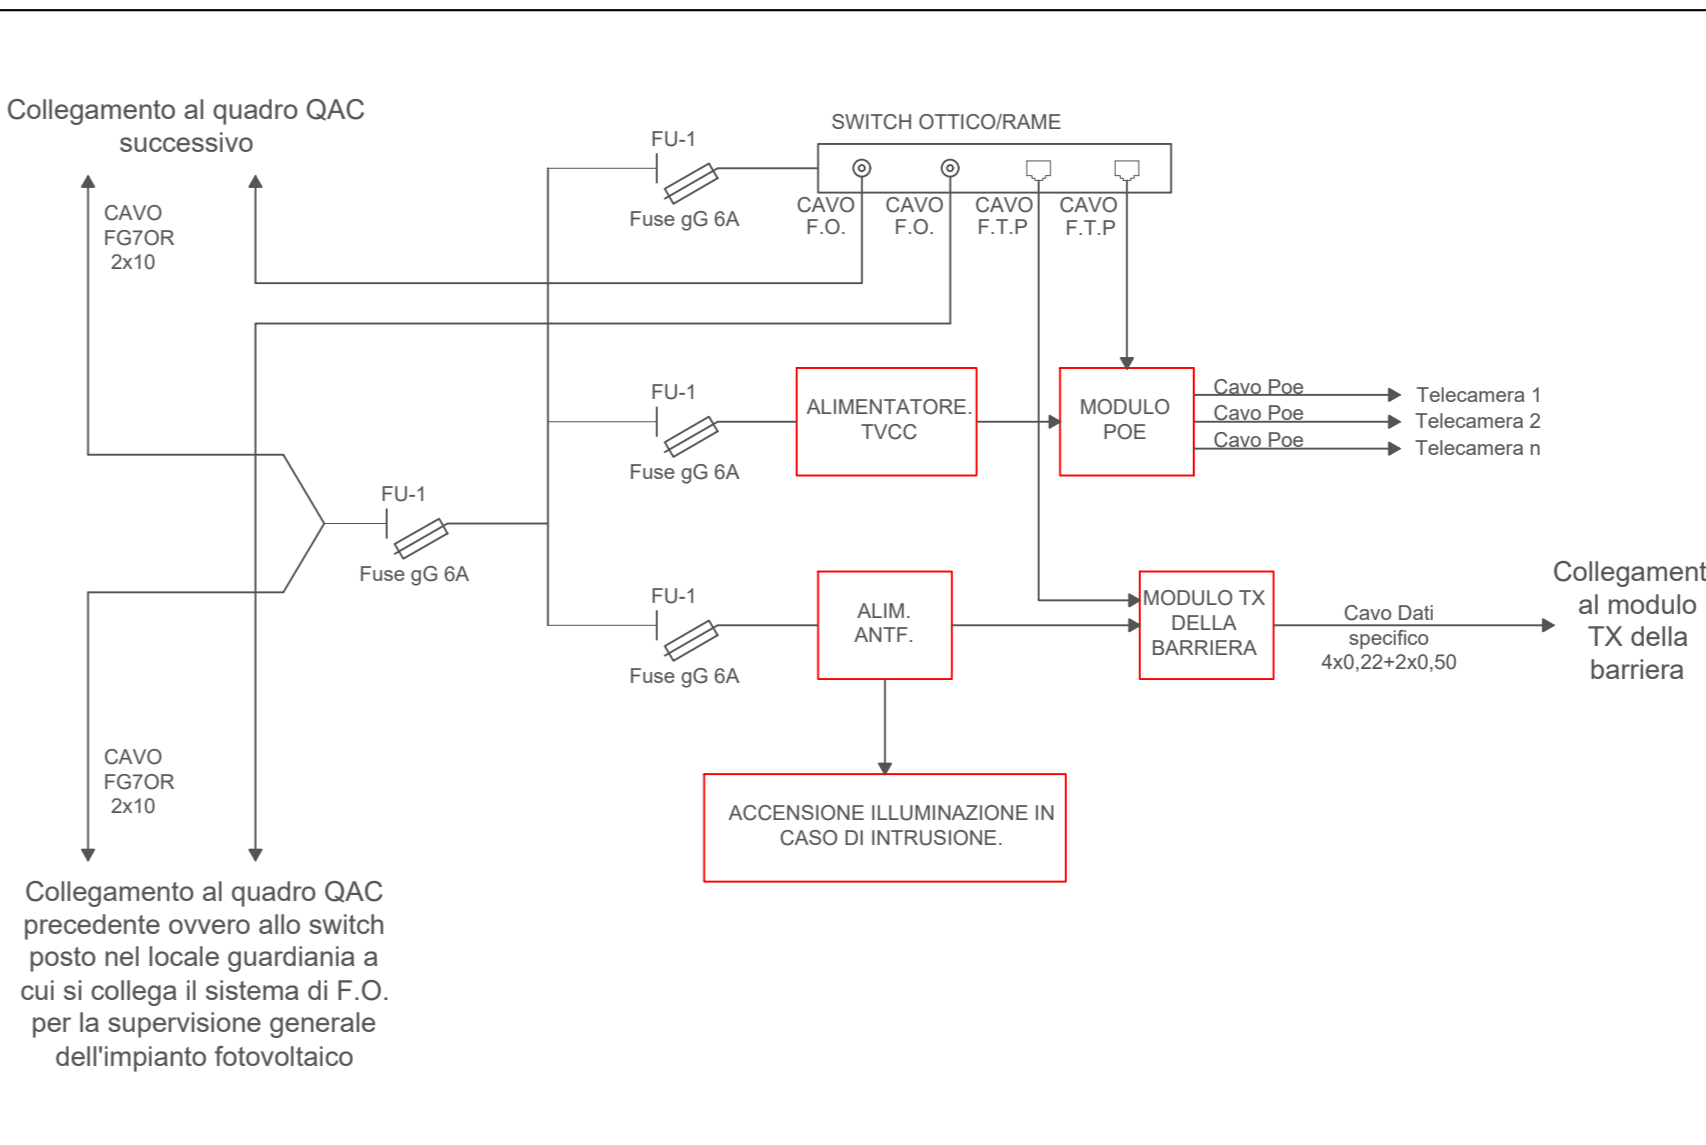 Collegamento al quadro QAC
successivo
CAVO
FG7OR
2x10
FU-1
Fuse gG 6A
SWITCH OTTICO/RAME
CAVO
F.O.
CAVO
F.O.
CAVO
F.T.P
CAVO
F.T.P
FU-1
Fuse gG 6A
ALIMENTATORE.
TVCC
MODULO
POE
Cavo Poe
Cavo Poe
Cavo Poe
Telecamera 1
Telecamera 2
Telecamera n
FU-1
Fuse gG 6A
FU-1
Fuse gG 6A
ALIM.
ANTF.
MODULO TX
DELLA
BARRIERA
Cavo Dati
specifico
4x0,22+2x0,50
Collegament
al modulo
TX della
barriera
CAVO
FG7OR
2x10
ACCENSIONE ILLUMINAZIONE IN
CASO DI INTRUSIONE.
Collegamento al quadro QAC
precedente ovvero allo switch
posto nel locale guardiania a
cui si collega il sistema di F.O.
per la supervisione generale
dell'impianto fotovoltaico